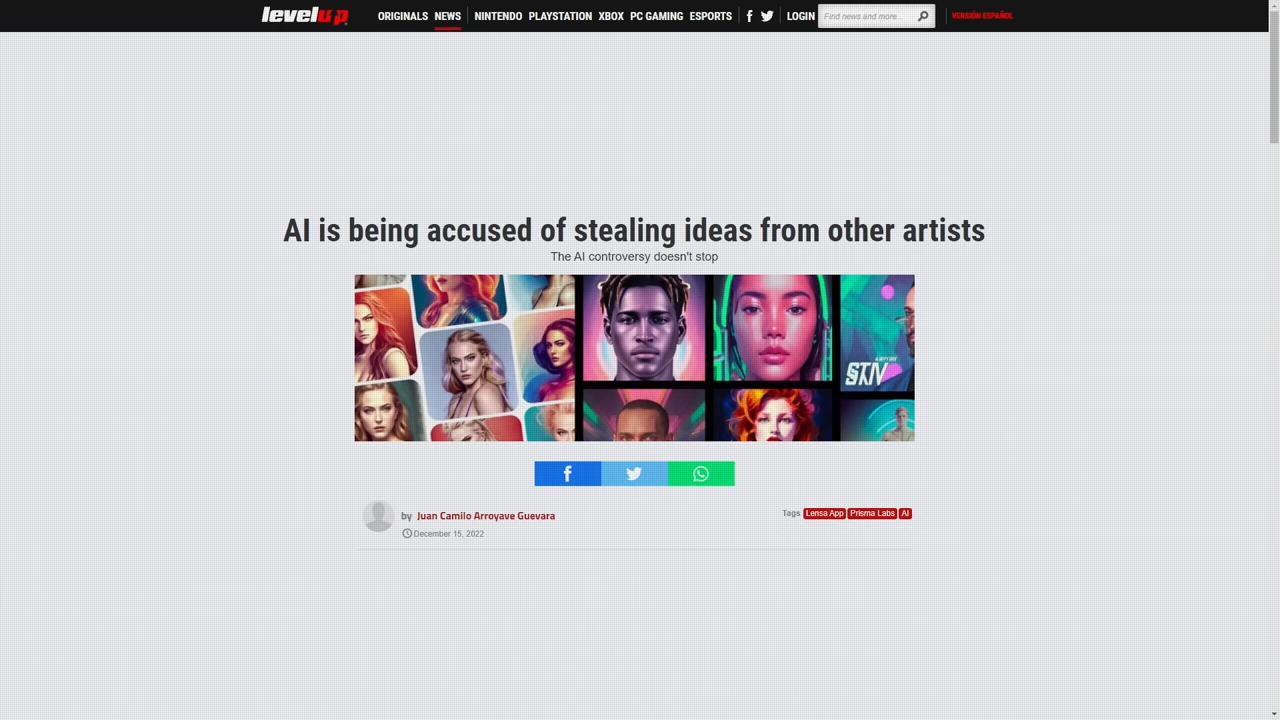 levelup
ORIGINALS NEWS NINTENDO PLAYSTATION XBOX PC GAMING ESPORTS LOGIN Find news and more... VERSIÓN ESPAÑOL
AI is being accused of stealing ideas from other artists
The AI controversy doesn't stop
by Juan Camilo Arroyave Guevara
December 15, 2022
Tags Lensa App Prisma Labs AI